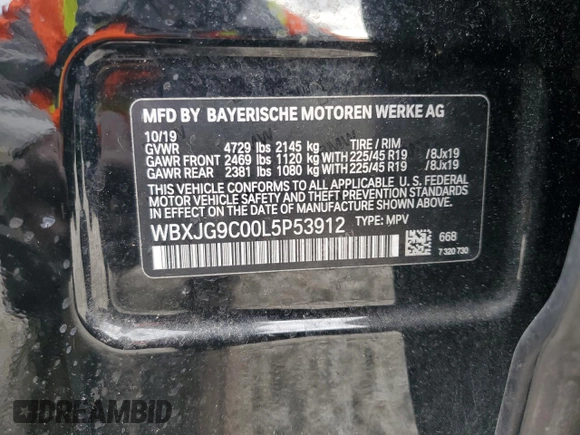 MFD BY BAYERISCHE MOTOREN WERKE AG
10/19
GVWR 4729 lbs 2145 kg TIRE / RIM
GAWR FRONT 2469 lbs 1120 kg WITH 225/45 R19 /8Jx19
GAWR REAR 2381 lbs 1080 kg WITH 225/45 R19 /8Jx19
THIS VEHICLE CONFORMS TO ALL APPLICABLE U. S. FEDERAL
MOTOR VEHICLE SAFETY AND THEFT PREVENTION STANDARDS
IN EFFECT ON THE DATE OF MANUFACTURE SHOWN ABOVE.
WBXJG9C00L5P53912 TYPE: MPV
668
7 320 730
DREAMBID